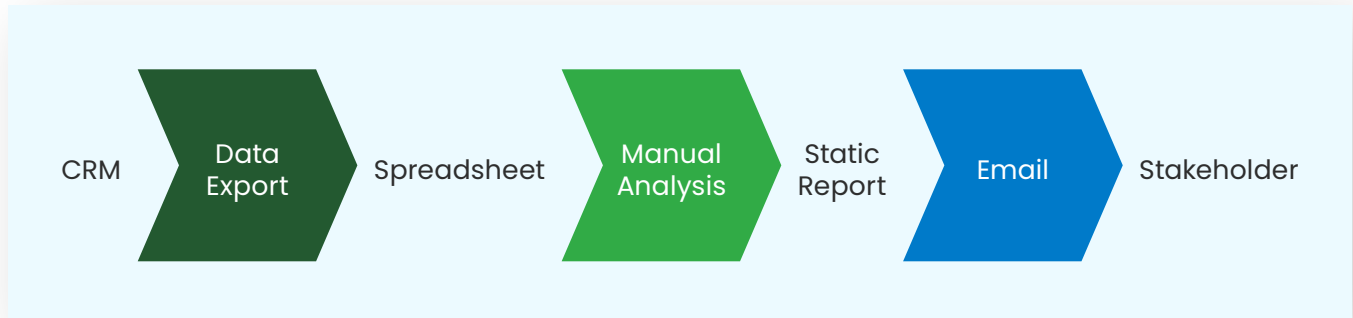 CRM
Data
Export
Spreadsheet
Manual
Analysis
Static
Report
Email
Stakeholder